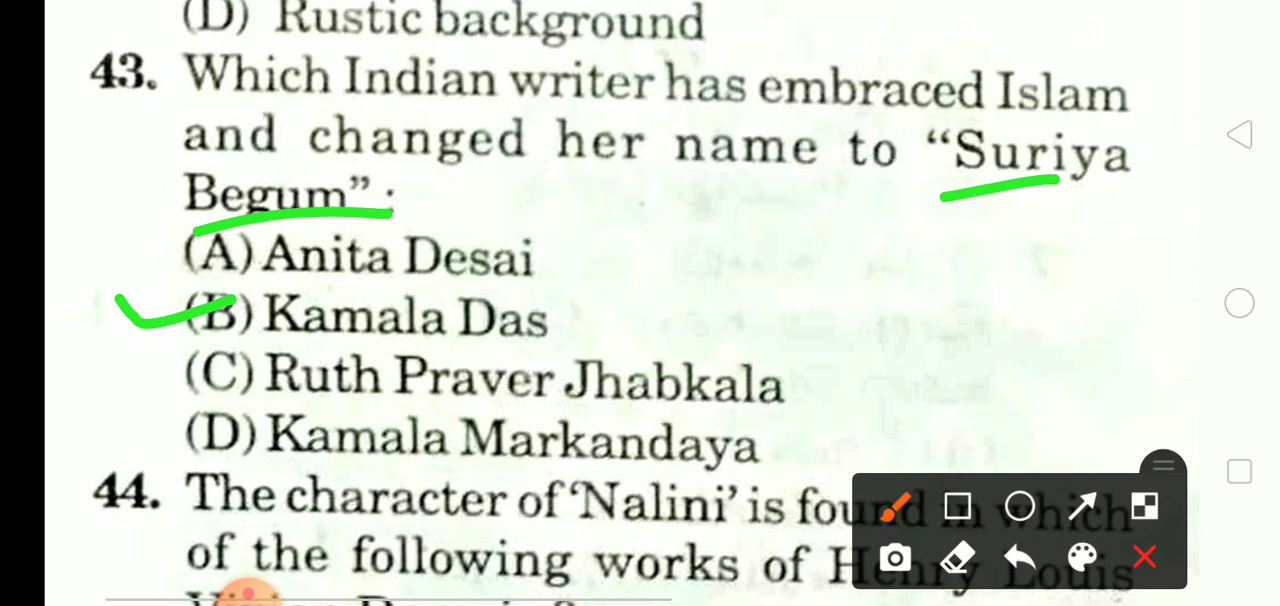 (D) Rustic background
43. Which Indian writer has embraced Islam
and changed her name to “Suriya
Begum” :
(A) Anita Desai
(B) Kamala Das
(C) Ruth Praver Jhabkala
(D) Kamala Markandaya
44. The character of ‘Nalini’ is found in which
of the following works of Henry Louis